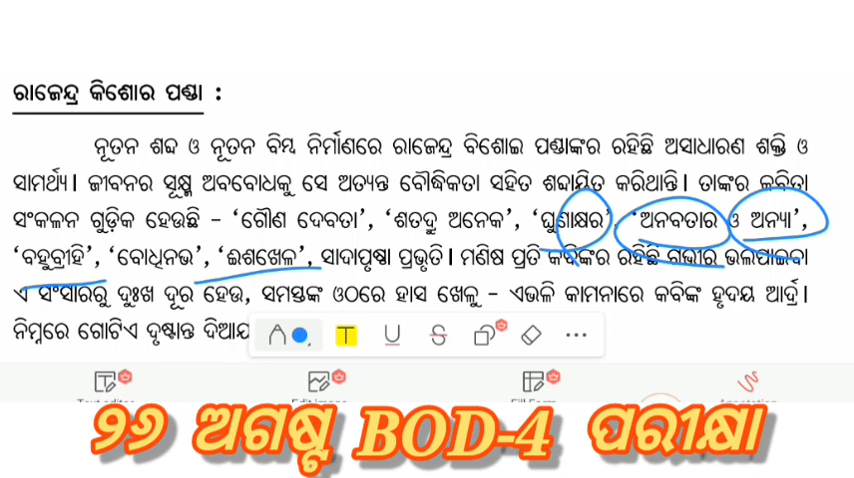 ରାଜେନ୍ଦ୍ର କିଶୋର ପଣ୍ଡା :
ନୂତନ ଶବ୍ଦ ଓ ନୂତନ ବିମ୍ବ ନିର୍ମାଣରେ ରାଜେନ୍ଦ୍ର ବିଶୋଇ ପଣ୍ଡାଙ୍କର ରହିଛି ଅସାଧାରଣ ଶକ୍ତି ଓ
ସାମର୍ଥ୍ୟ। ଜୀବନର ସୂକ୍ଷ୍ମ ଅବବୋଧକୁ ସେ ଅତ୍ୟନ୍ତ ବୌଦ୍ଧିକତା ସହିତ ଶବ୍ଦାୟିତ କରିଥାନ୍ତି। ତାଙ୍କର କବିତା
ସଂକଳନ ଗୁଡ଼ିକ ହେଉଛି – ‘ଗୌଣ ଦେବତା’, ‘ଶତଦ୍ରୁ ଅନେକ’, ‘ଘୁଣାକ୍ଷର’, ‘ଅନବତାର ଓ ଅନ୍ୟା’,
‘ବହୁବ୍ରୀହି’, ‘ବୋଧିନଭ’, ‘ଈଶଖେଳ’, ସାଦାପୃଷ୍ଠା ପ୍ରଭୃତି। ମଣିଷ ପ୍ରତି କବିଙ୍କର ରହିଛି ଗଭୀର ଭଲପାଇବା
ଏ ସଂସାରରୁ ଦୁଃଖ ଦୂର ହେଉ, ସମସ୍ତଙ୍କ ଓଠରେ ହାସ ଖେଳୁ – ଏଭଳି କାମନାରେ କବିଙ୍କ ହୃଦୟ ଆର୍ଦ୍ର।
ନିମ୍ନରେ ଗୋଟିଏ ଦୃଷ୍ଟାନ୍ତ ଦିଆଯ
୨୬ ଅଗଷ୍ଟ BOD-4 ପରୀକ୍ଷା